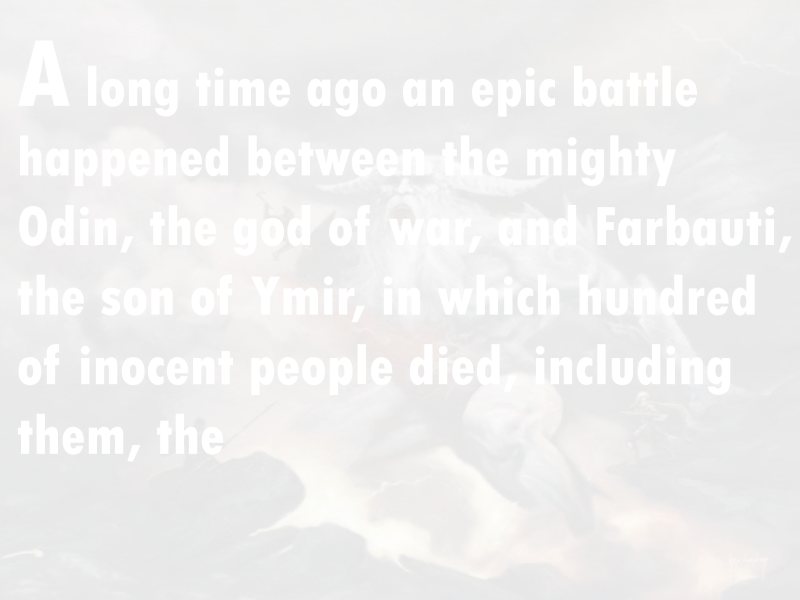 A long time ago an epic battle
happened between the mighty
Odin, the god of war, and Farbauti,
the son of Ymir, in which hundred
of inocent people died, including
them, the